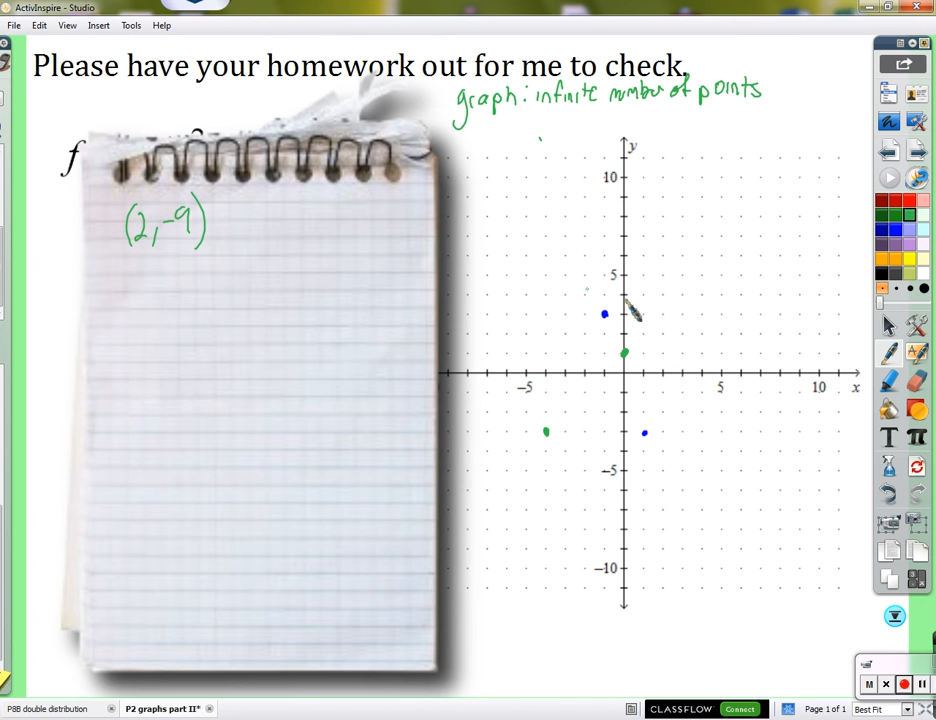 ActivInspire - Studio
File Edit View Insert Tools Help
Please have your homework out for me to check.
graph: infinite number of points
f
(2, -9)
y
10
5
-5
5
10
x
-5
-10
M
P8B double distribution
P2 graphs part II*
CLASSFLOW Connect
Page 1 of 1
Best Fit